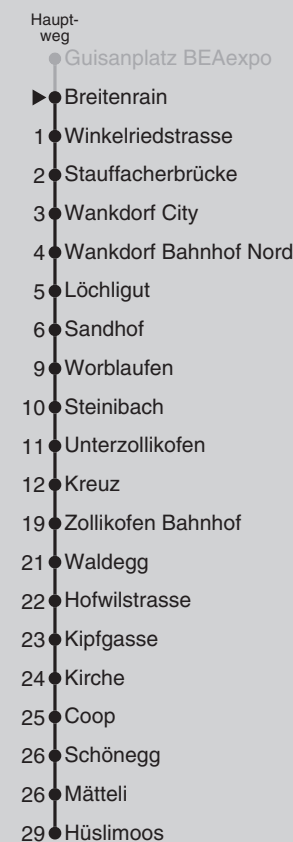 Haupt-
weg
Guisanplatz BEAexpo
Breitenrain
1 Winkelriedstrasse
2 Stauffacherbrücke
3 Wankdorf City
4 Wankdorf Bahnhof Nord
5 Löchligut
6 Sandhof
9 Worblaufen
10 Steinibach
11 Unterzollikofen
12 Kreuz
19 Zollikofen Bahnhof
21 Waldegg
22 Hofwilstrasse
23 Kipfgasse
24 Kirche
25 Coop
26 Schönegg
26 Mätteli
29 Hüslimoos